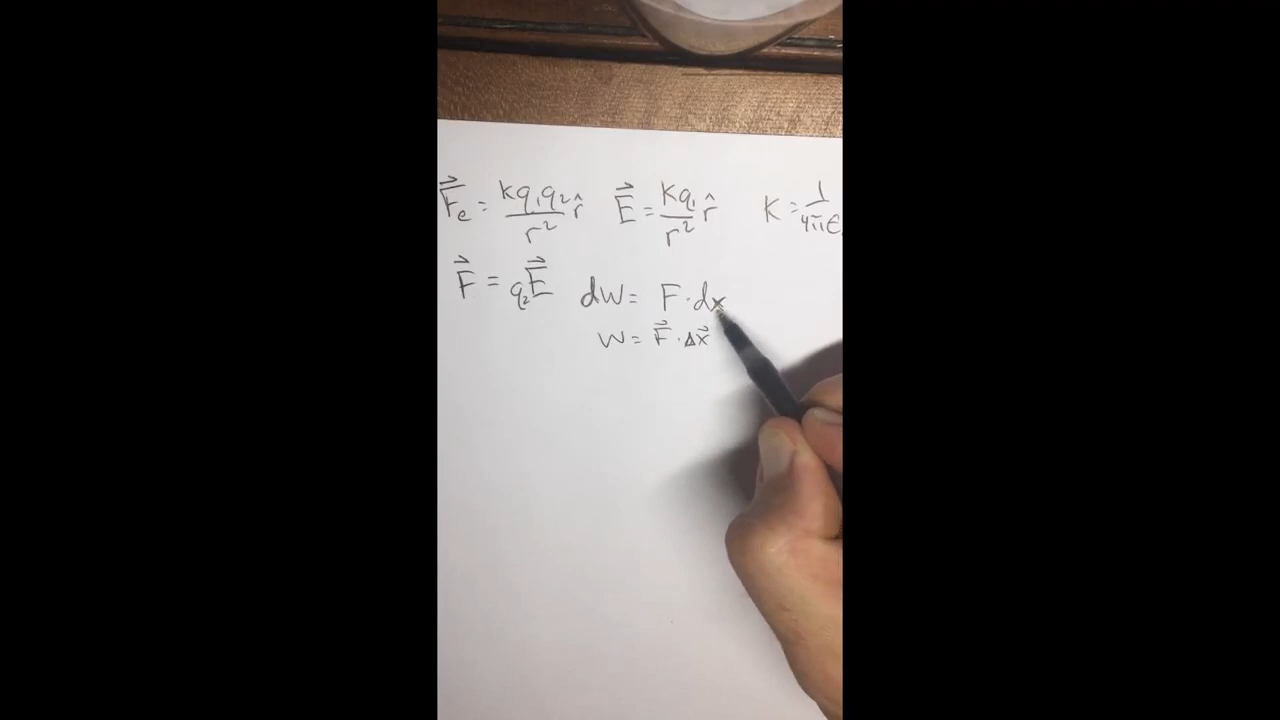 F⃗e = kq1q2/r² r̂   E⃗ = kq1/r² r̂   K = 1/4πϵ
F⃗ = q2E⃗   dW = F · dx
W = F⃗ · Δx⃗